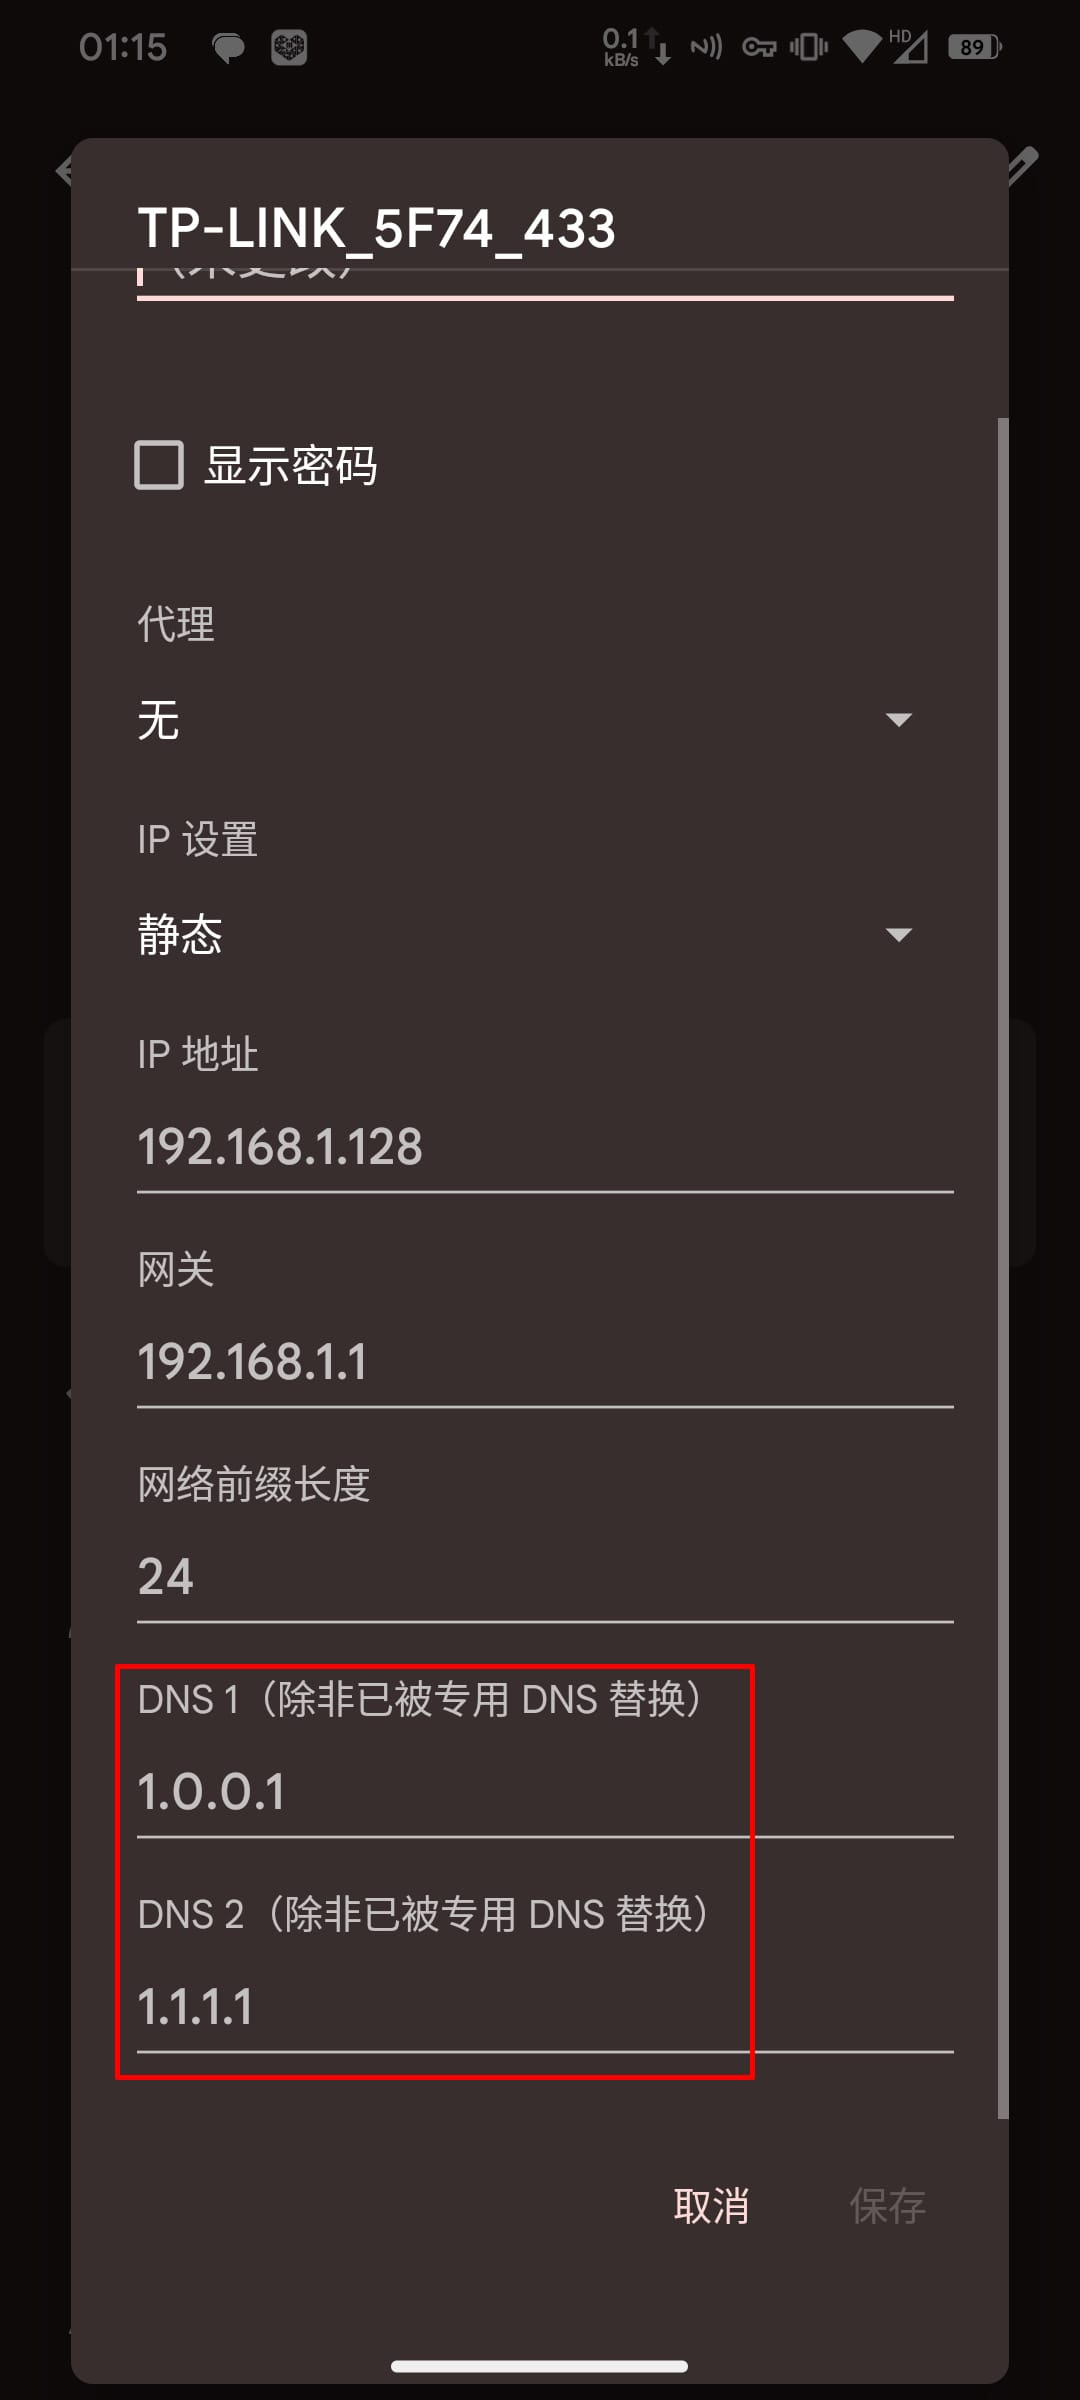 01:15
0.1
kB/s
HD
89
TP-LINK_5F74_433
显示密码
代理
无
IP 设置
静态
IP 地址
192.168.1.128
网关
192.168.1.1
网络前缀长度
24
DNS 1（除非已被专用 DNS 替换）
1.0.0.1
DNS 2（除非已被专用 DNS 替换）
1.1.1.1
取消
保存